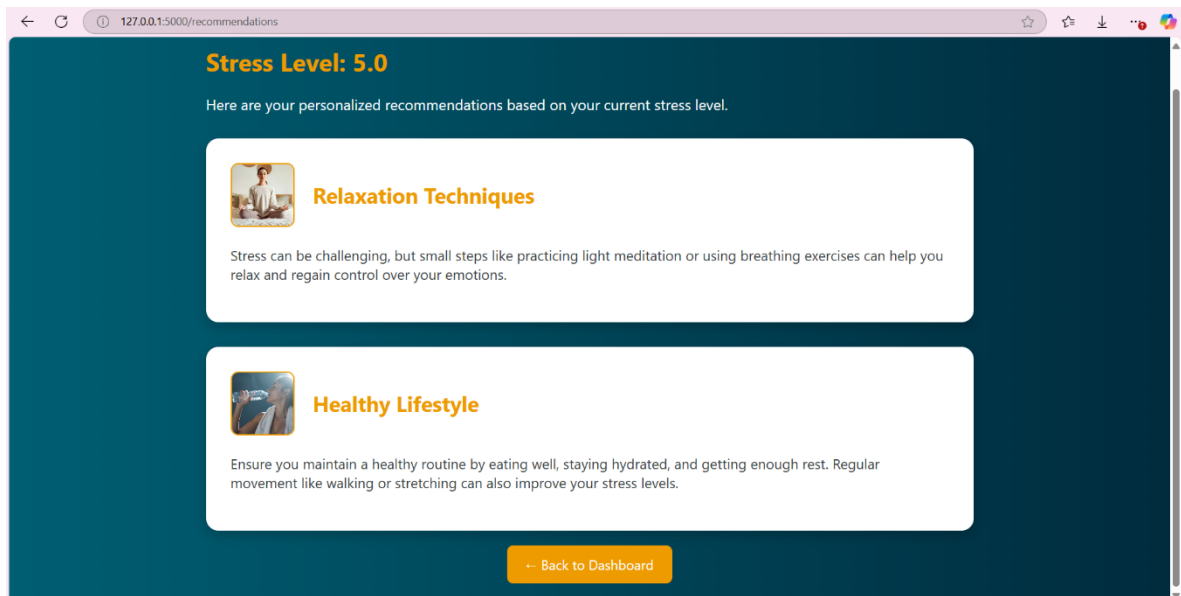 127.0.0.1:5000/recommendations
Stress Level: 5.0
Here are your personalized recommendations based on your current stress level.
Relaxation Techniques
Stress can be challenging, but small steps like practicing light meditation or using breathing exercises can help you
relax and regain control over your emotions.
Healthy Lifestyle
Ensure you maintain a healthy routine by eating well, staying hydrated, and getting enough rest. Regular
movement like walking or stretching can also improve your stress levels.
← Back to Dashboard